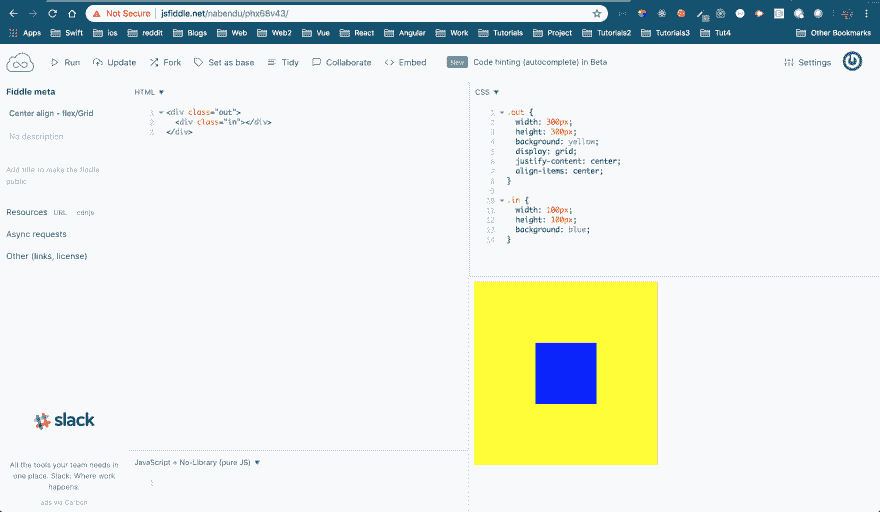 Not Secure | jsfiddle.net/nabendu/phx68v43/
Apps Swift ios reddit Blogs Web Web2 Vue React Angular Work Tutorials Project Tutorials2 Tutorials3 Tut4 Other Bookmarks
Run Update Fork Set as base Tidy Collaborate Embed New Code hinting (autocomplete) in Beta Settings
Fiddle meta
Center align - flex/Grid
No description
Add title to make the fiddle
public.
Resources URL cdnjs
Async requests
Other (links, license)
slack
All the tools your team needs in
one place. Slack: Where work
happens.
ads via Carbon
HTML ▼
1 <div class="out">
2 <div class="in"></div>
3 </div>
JavaScript + No-Library (pure JS) ▼
1
CSS ▼
1 .out {
2 width: 300px;
3 height: 300px;
4 background: yellow;
5 display: grid;
6 justify-content: center;
7 align-items: center;
8 }
9
10 .in {
11 width: 100px;
12 height: 100px;
13 background: blue;
14 }